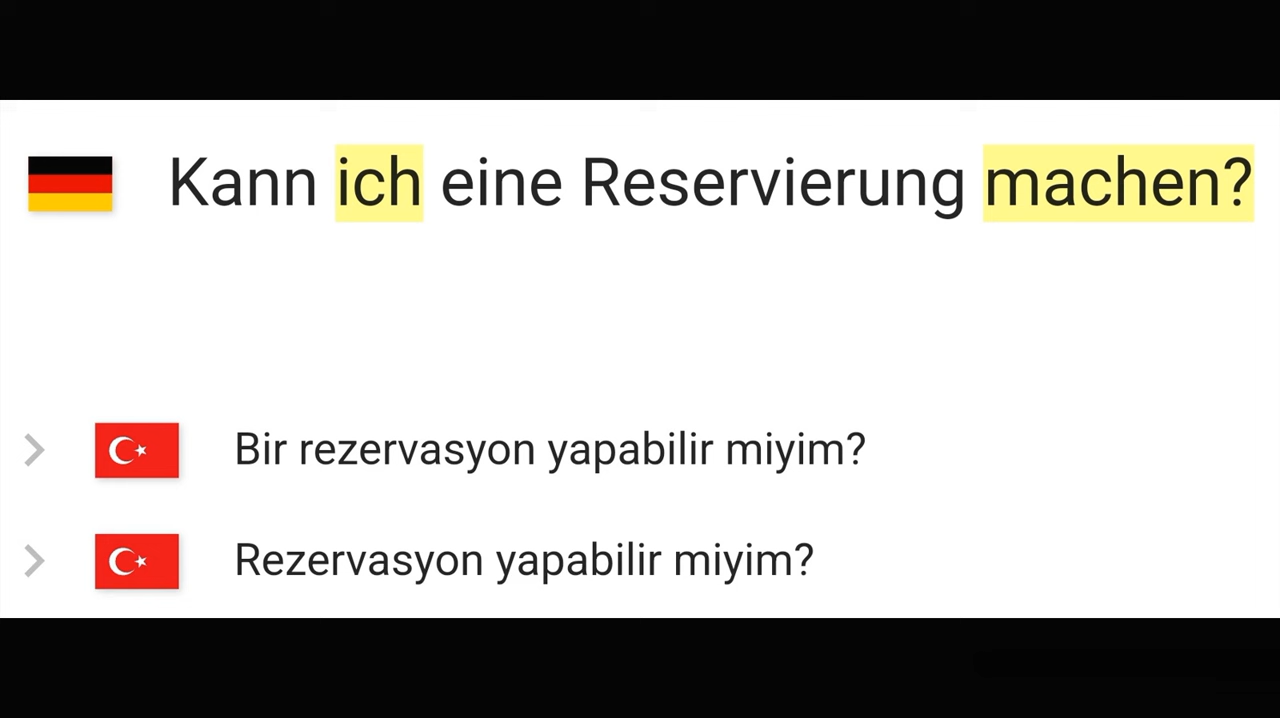 Kann ich eine Reservierung machen?
Bir rezervasyon yapabilir miyim?
Rezervasyon yapabilir miyim?